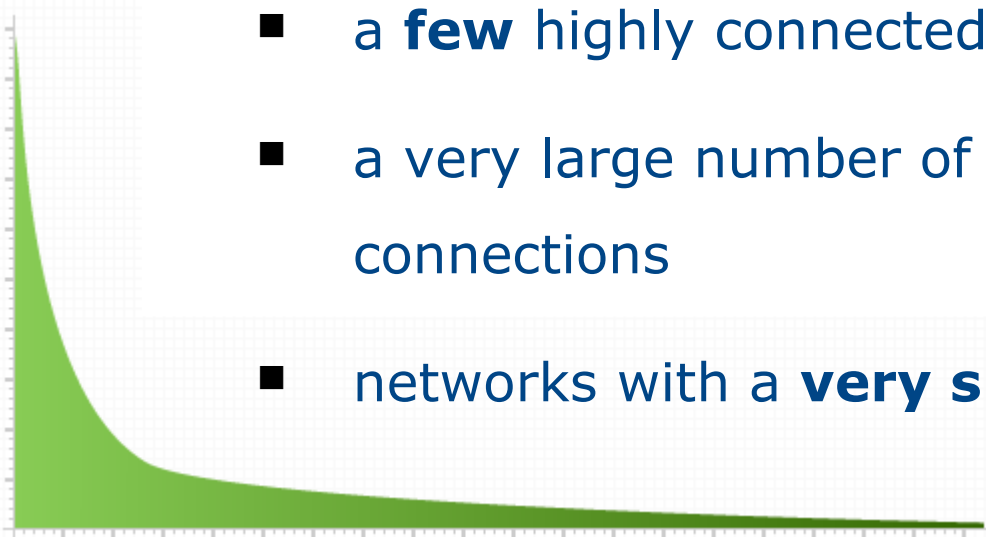 ▪ a few highly connected
▪ a very large number of
connections
▪ networks with a very s